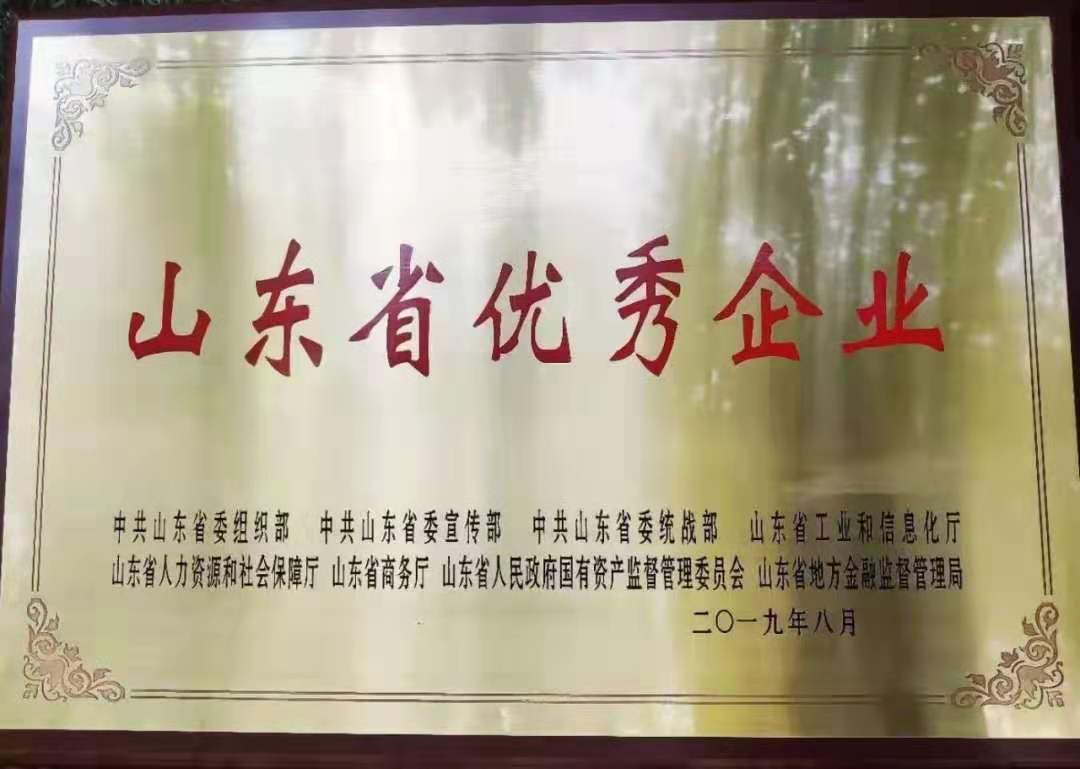 山东省优秀企业
中共山东省委组织部 中共山东省委宣传部 中共山东省委统战部 山东省工业和信息化厅
山东省人力资源和社会保障厅 山东省商务厅 山东省人民政府国有资产监督管理委员会 山东省地方金融监督管理局
二〇一九年八月